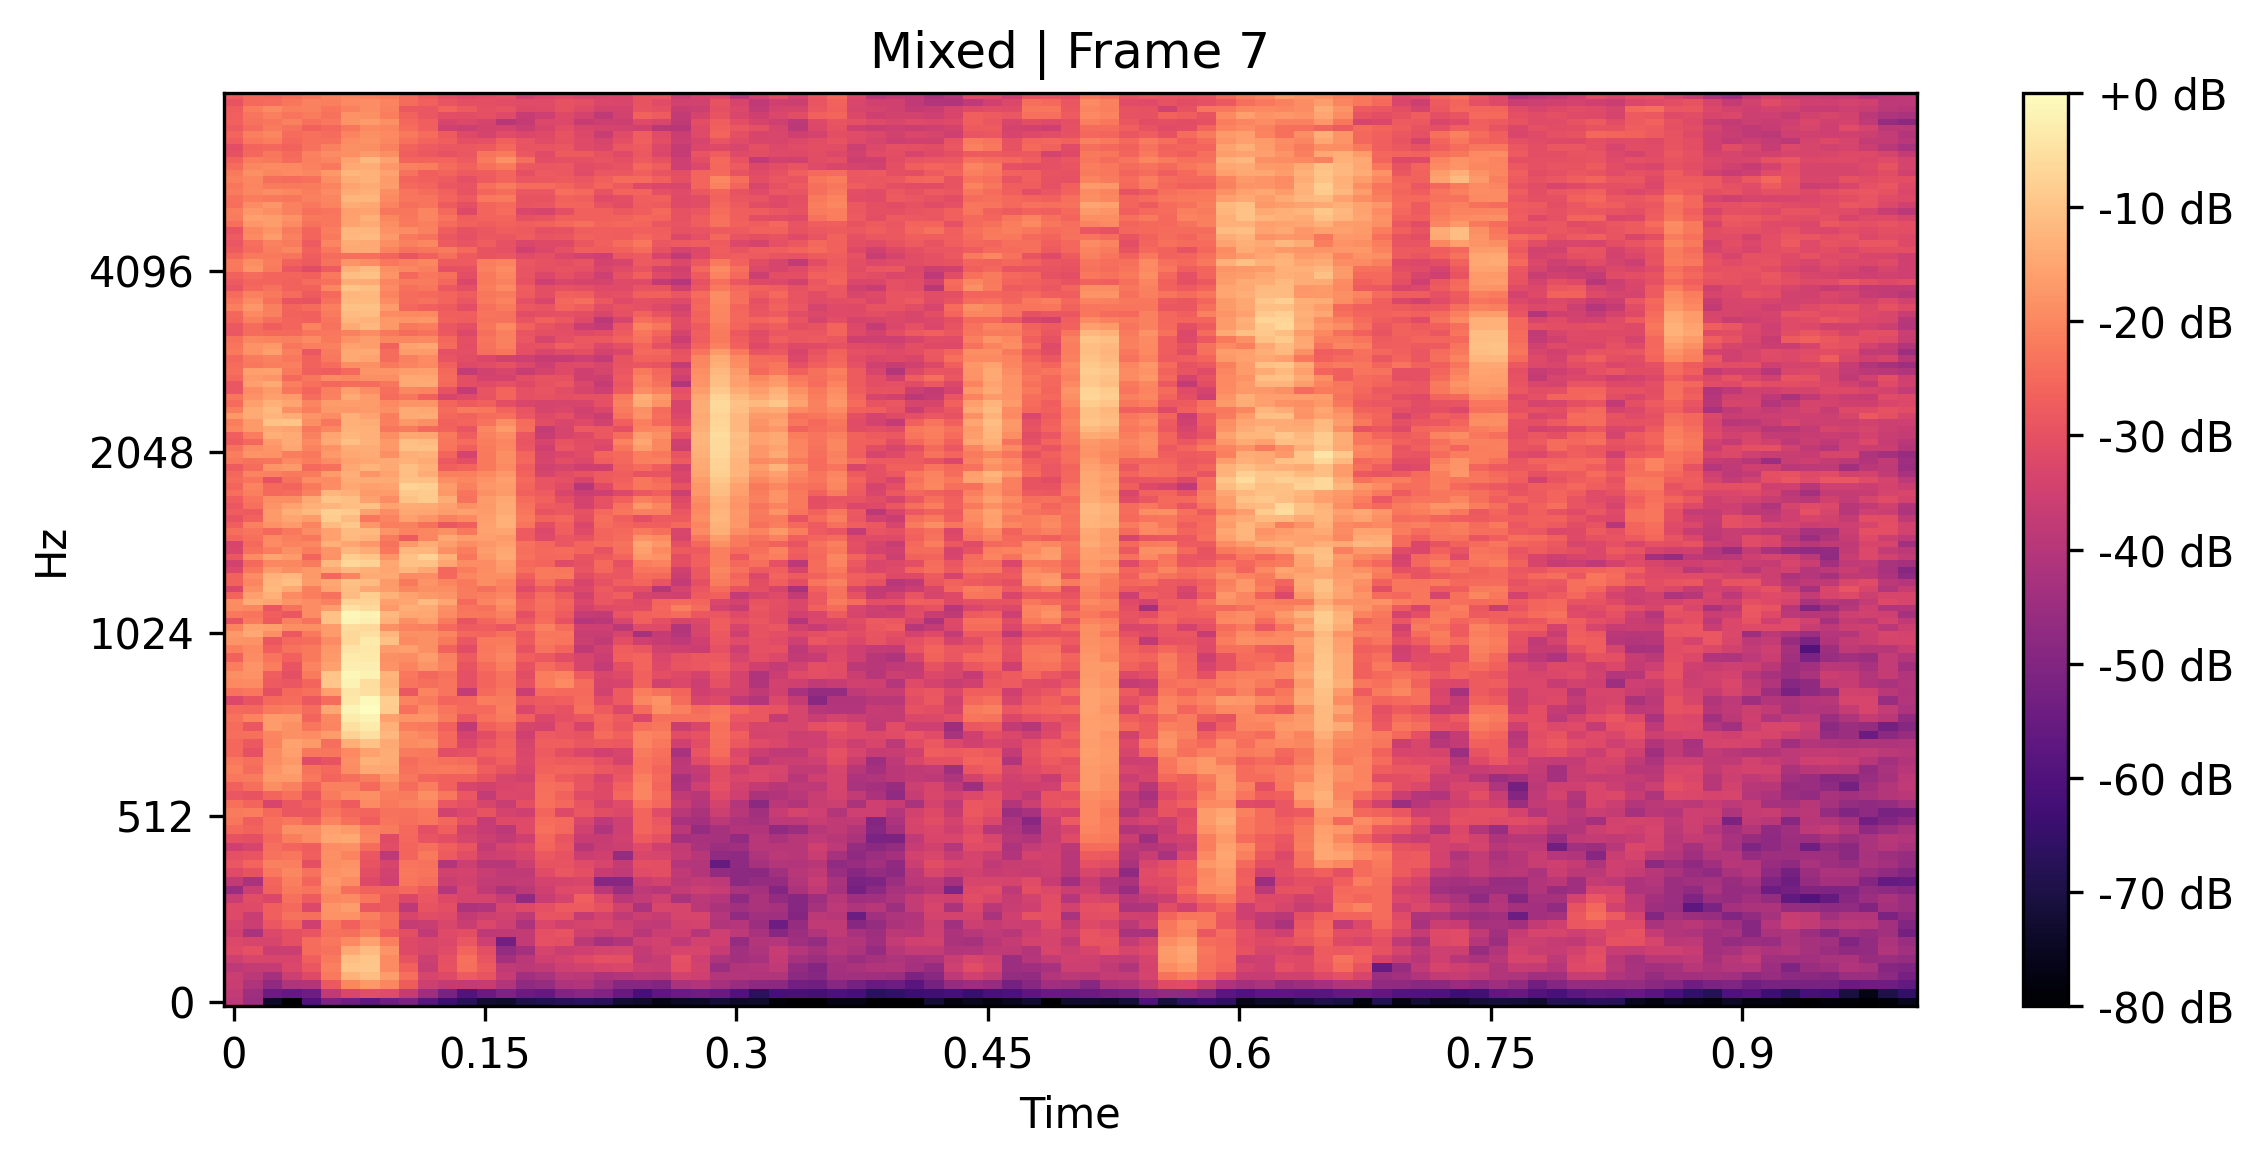 Mixed | Frame 7
+0 dB
-10 dB
-20 dB
-30 dB
-40 dB
-50 dB
-60 dB
-70 dB
-80 dB
Hz
4096
2048
1024
512
0
0 0.15 0.3 0.45 0.6 0.75 0.9
Time